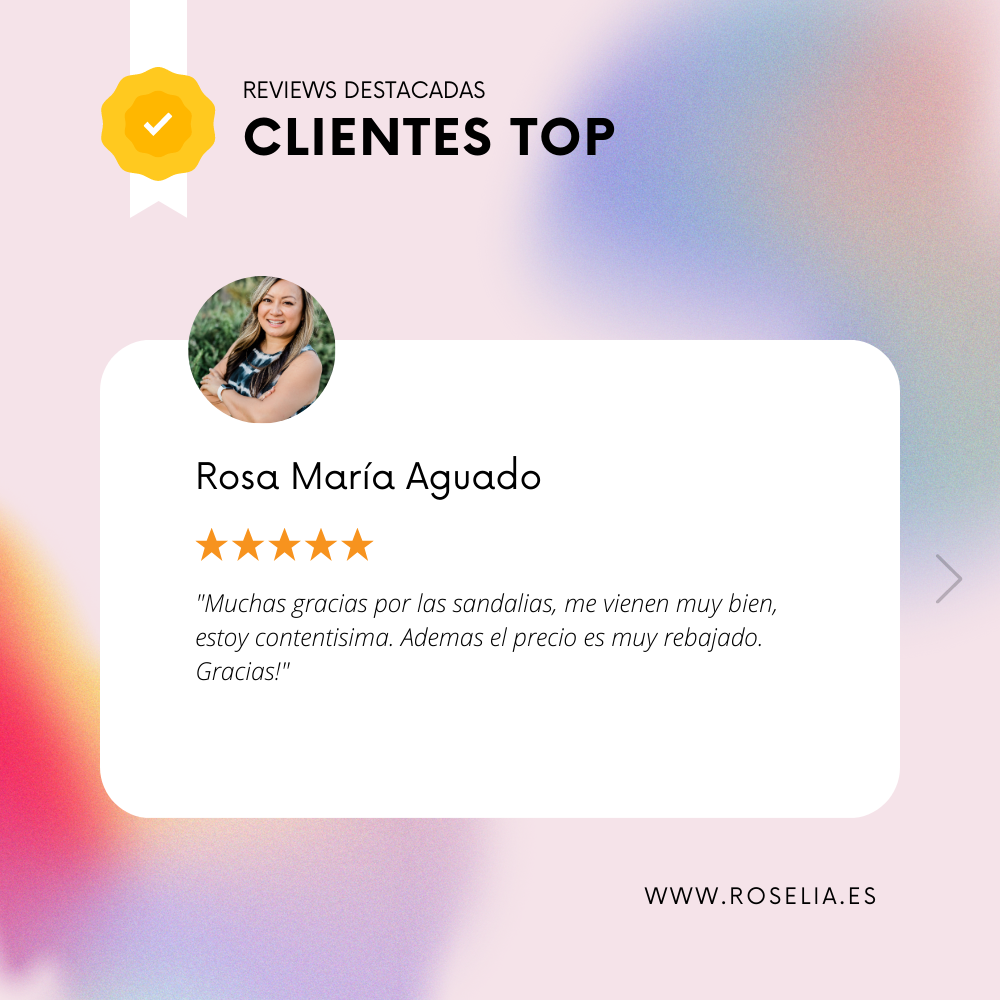 REVIEWS DESTACADAS
CLIENTES TOP
Rosa María Aguado
"Muchas gracias por las sandalias, me vienen muy bien,
estoy contentisima. Ademas el precio es muy rebajado.
Gracias!"
WWW.ROSELIA.ES